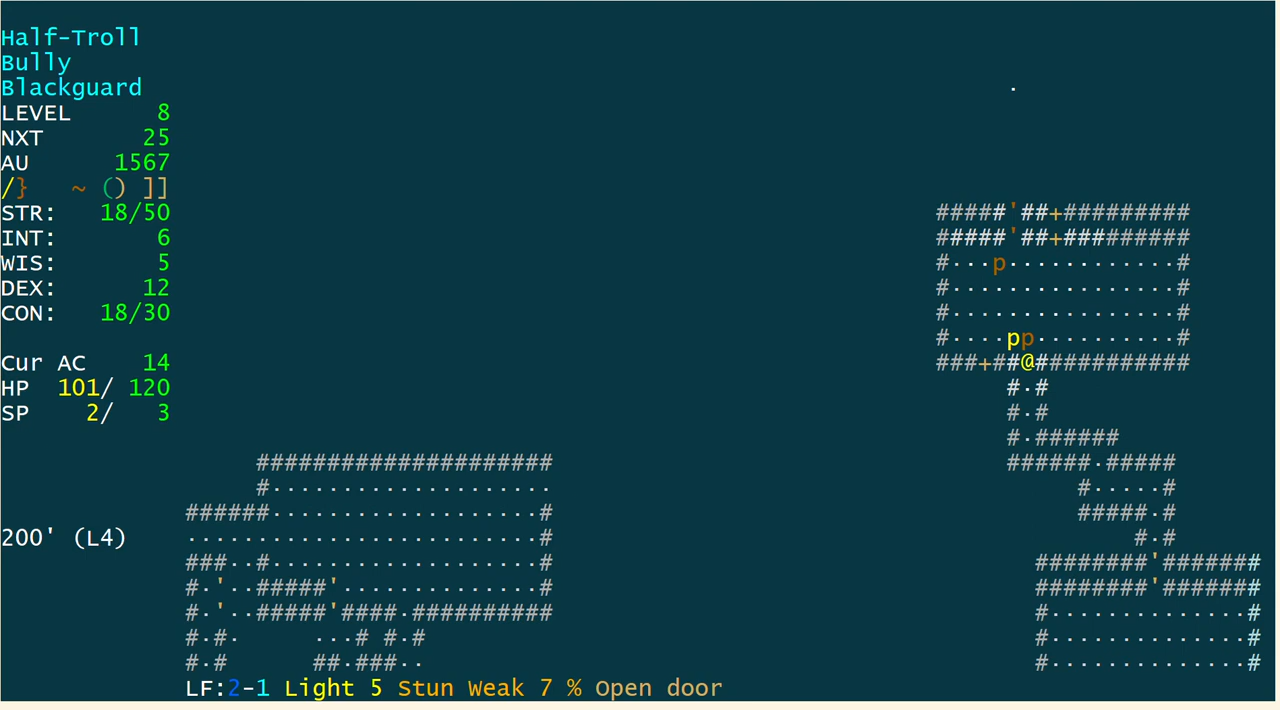 Half-Troll
Bully
Blackguard
LEVEL 8
NXT 25
AU 1567
/} ~ () ]]
STR: 18/50
INT: 6
WIS: 5
DEX: 12
CON: 18/30
Cur AC 14
HP 101/ 120
SP 2/ 3
200' (L4)
.
#####'##+#########
#####'##+#########
#...p............#
#................#
#................#
#....pp..........#
###+###@##########
#.#
#.#
#.######
######.#####
#.....#
#####.#
#.#
########'#######
########'#######
#..............#
#..............#
#..............#
#####################
#....................
######...................#
.........................#
###..#...................#
#.'..#####'..............#
#.'..#####'####.##########
#.#. ...# #.#
#.# ##.###..
LF:2-1 Light 5 Stun Weak 7 % Open door